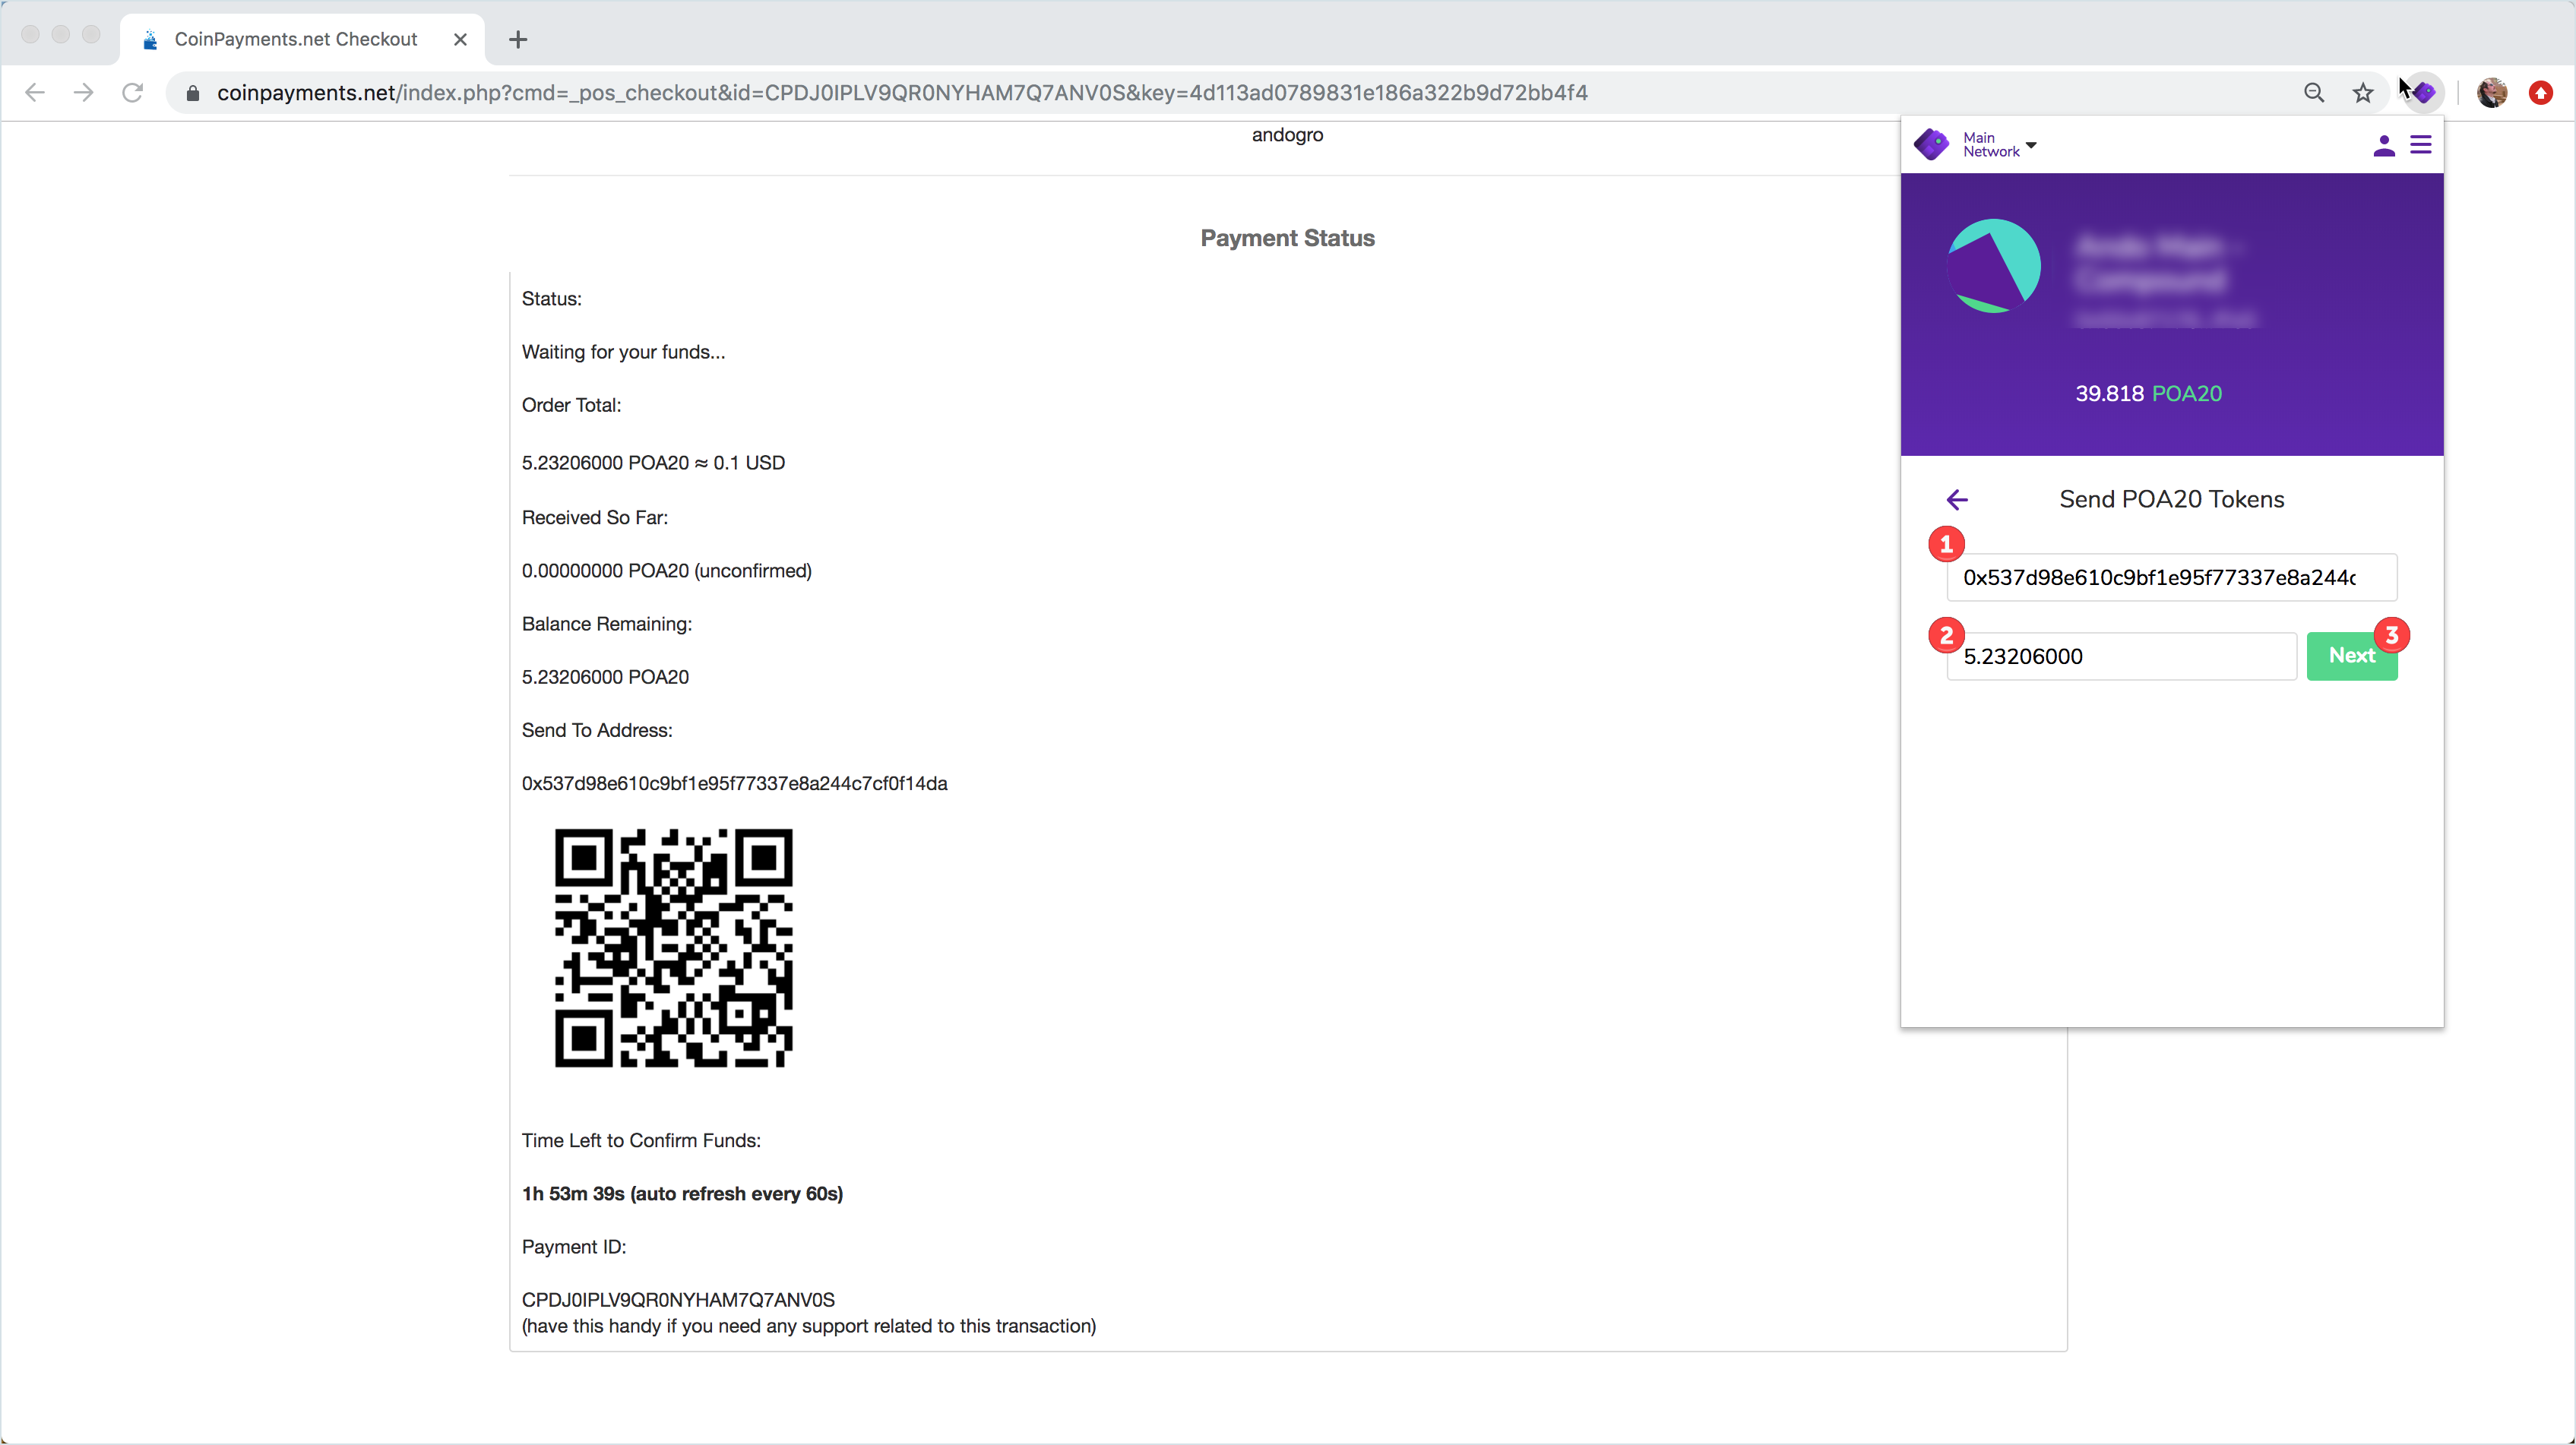 CoinPayments.net Checkout
coinpayments.net/index.php?cmd=_pos_checkout&id=CPDJ0IPLV9QR0NYHAM7Q7ANV0S&key=4d113ad0789831e186a322b9d72bb4f4
andogro
Payment Status
Status:
Waiting for your funds...
Order Total:
5.23206000 POA20 ≈ 0.1 USD
Received So Far:
0.00000000 POA20 (unconfirmed)
Balance Remaining:
5.23206000 POA20
Send To Address:
0x537d98e610c9bf1e95f77337e8a244c7cf0f14da
Time Left to Confirm Funds:
1h 53m 39s (auto refresh every 60s)
Payment ID:
CPDJ0IPLV9QR0NYHAM7Q7ANV0S
(have this handy if you need any support related to this transaction)
Main
Network
39.818 POA20
Send POA20 Tokens
1
0x537d98e610c9bf1e95f77337e8a244c
2
5.23206000
Next
3